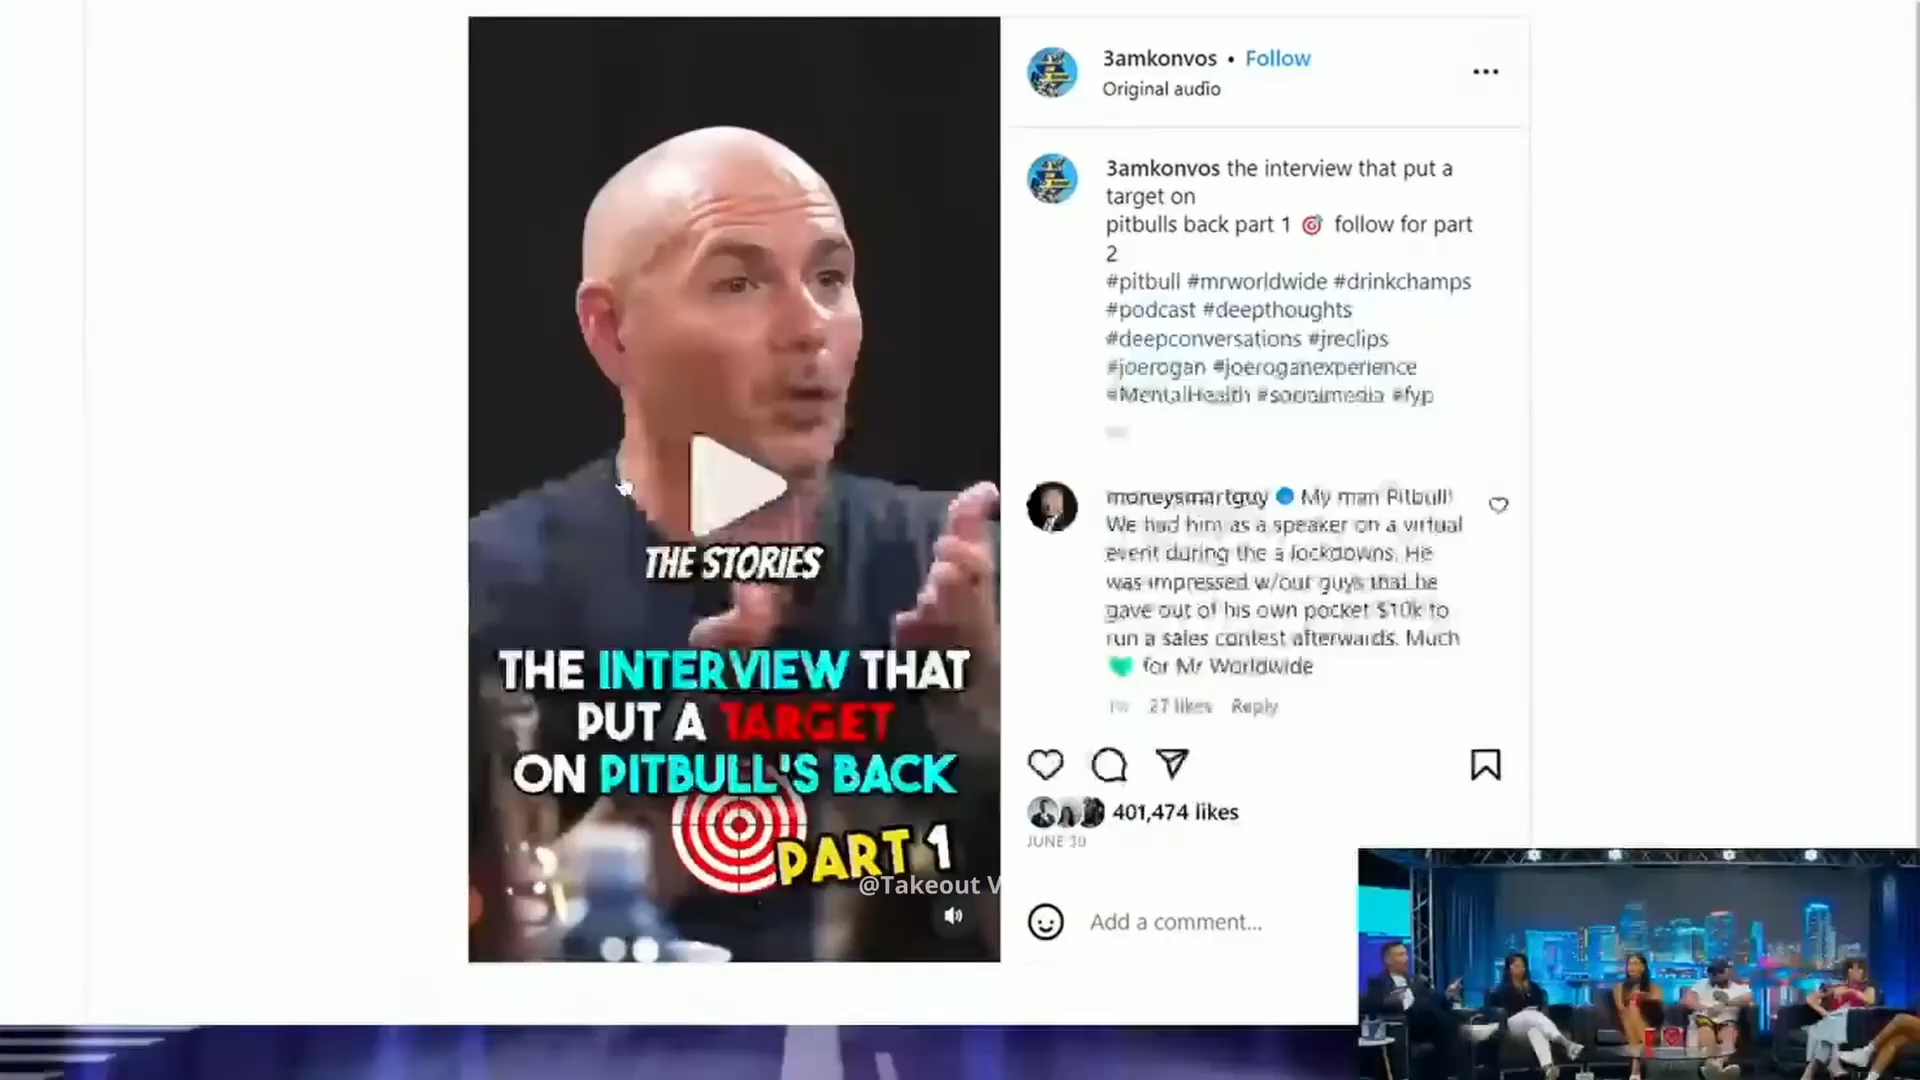 THE STORIES
THE INTERVIEW THAT
PUT A TARGET
ON PITBULL'S BACK
PART 1
@Takeout V
3amkonvos • Follow
Original audio
3amkonvos the interview that put a
target on
pitbulls back part 1 🎯 follow for part
2
#pitbull #mrworldwide #drinkchamps
#podcast #deepthoughts
#deepconversations #jreclips
#joerogan #joeroganexperience
#MentalHealth #socialmedia #fyp
moneysmartguy My man Pitbull!
We had him as a speaker on a virtual
event during the s lockdowns. He
was impressed w/our guys that he
gave out of his own pocket $10k to
run a sales contest afterwards. Much
💚 for Mr Worldwide
27 likes Reply
401,474 likes
JUNE 30
Add a comment...